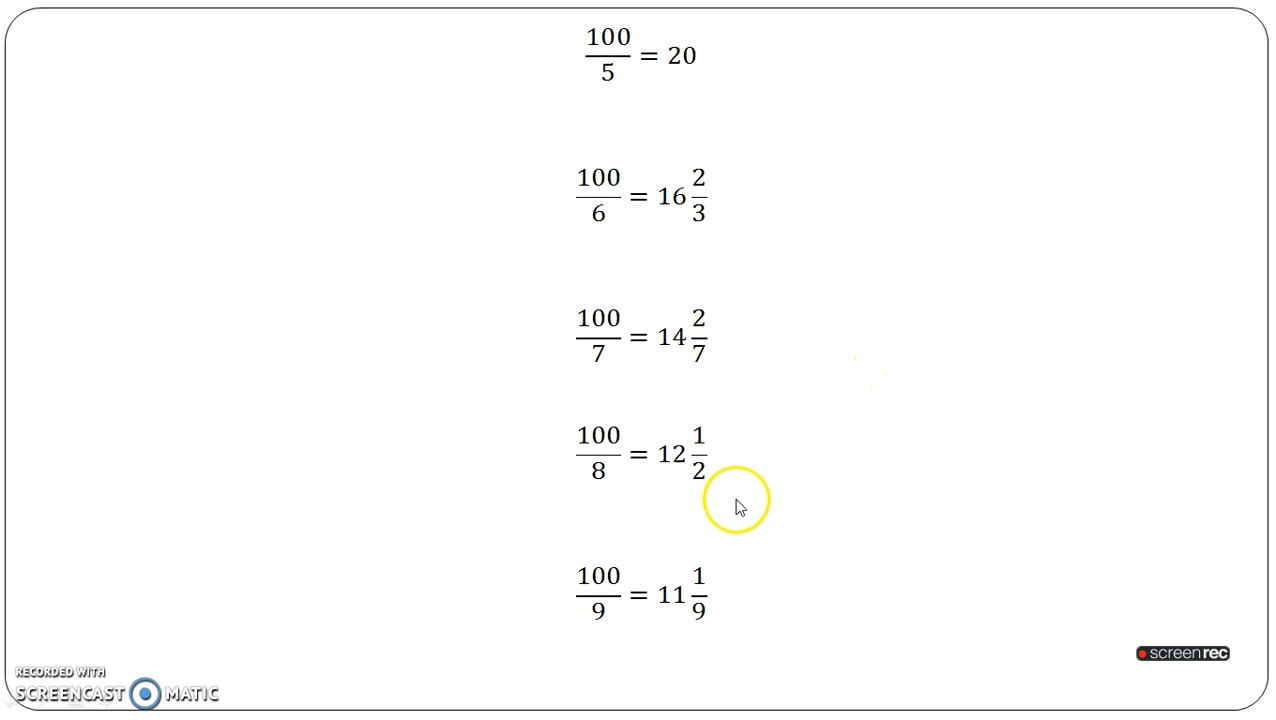 100/5 = 20
100/6 = 16 2/3
100/7 = 14 2/7
100/8 = 12 1/2
100/9 = 11 1/9
screenrec
RECORDED WITH
SCREENCAST MATIC